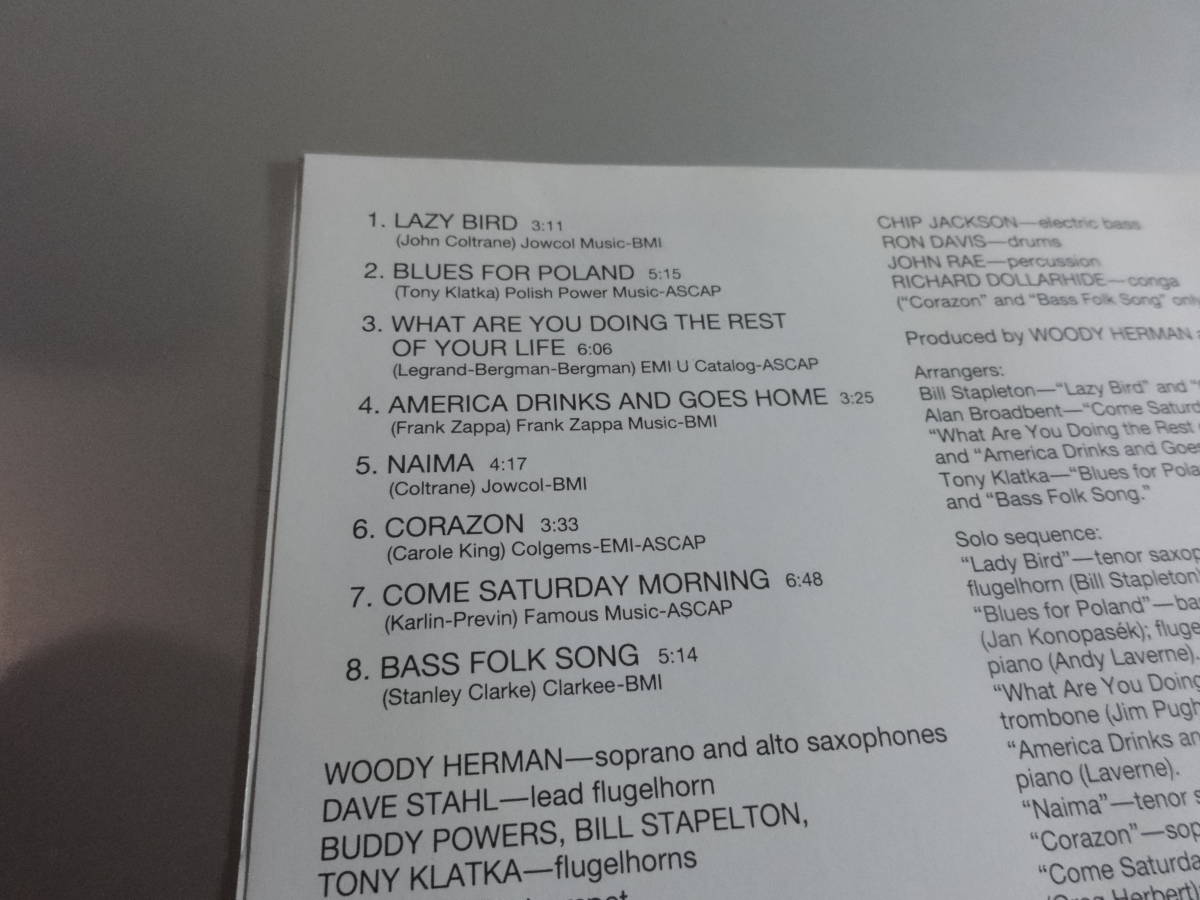 1. LAZY BIRD 3:11
(John Coltrane) Jowcol Music-BMI
2. BLUES FOR POLAND 5:15
(Tony Klatka) Polish Power Music-ASCAP
3. WHAT ARE YOU DOING THE REST
OF YOUR LIFE 6:06
(Legrand-Bergman-Bergman) EMI U Catalog-ASCAP
4. AMERICA DRINKS AND GOES HOME 3:25
(Frank Zappa) Frank Zappa Music-BMI
5. NAIMA 4:17
(Coltrane) Jowcol-BMI
6. CORAZON 3:33
(Carole King) Colgems-EMI-ASCAP
7. COME SATURDAY MORNING 6:48
(Karlin-Previn) Famous Music-ASCAP
8. BASS FOLK SONG 5:14
(Stanley Clarke) Clarkee-BMI
WOODY HERMAN—soprano and alto saxophones
DAVE STAHL—lead flugelhorn
BUDDY POWERS, BILL STAPELTON,
TONY KLATKA—flugelhorns
CHIP JACKSON—electric bass
RON DAVIS—drums
JOHN RAE—percussion
RICHARD DOLLARHIDE—conga
("Corazon" and "Bass Folk Song" only
Produced by WOODY HERMAN
Arrangers:
Bill Stapleton—"Lazy Bird" and "
Alan Broadbent—"Come Saturd
"What Are You Doing the Rest
and "America Drinks and Goes
Tony Klatka—"Blues for Pola
and "Bass Folk Song."
Solo sequence:
"Lady Bird"—tenor saxop
flugelhorn (Bill Stapleton)
"Blues for Poland"—ba
(Jan Konopasék); fluge
piano (Andy Laverne).
"What Are You Doing
trombone (Jim Pugh
"America Drinks an
piano (Laverne).
"Naima"—tenor s
"Corazon"—sop
"Come Saturda